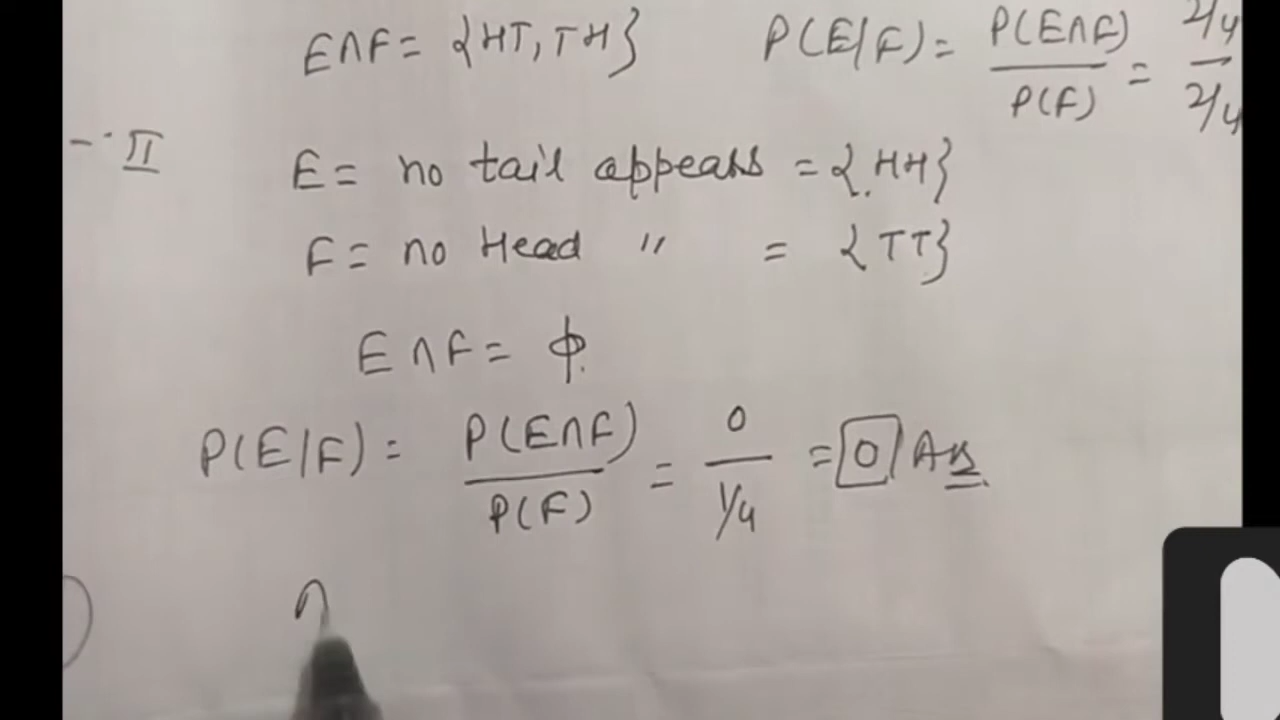 E∩F = {HT, TH}   P(E/F) = P(E∩F)/P(F) = 2/4 / 2/4
- · II
E = no tail appears = {HH}
F = no Head " = {TT}
E∩F = ϕ.
P(E/F) = P(E∩F)/P(F) = 0 / 1/4 = 0 Ans